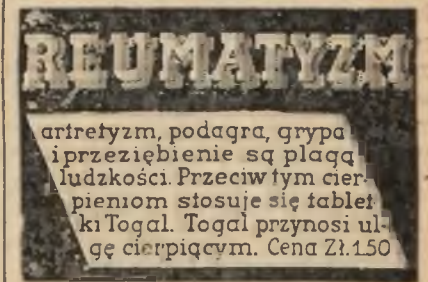 REUMATYZM
artretyzm, podagra, grypa
i przeziębienie są plagą
ludzkości. Przeciw tym cier-
pieniom stosuje się tablet
ki Togal. Togal przynosi ul-
gę cierpiącym. Cena Zł. 1.50